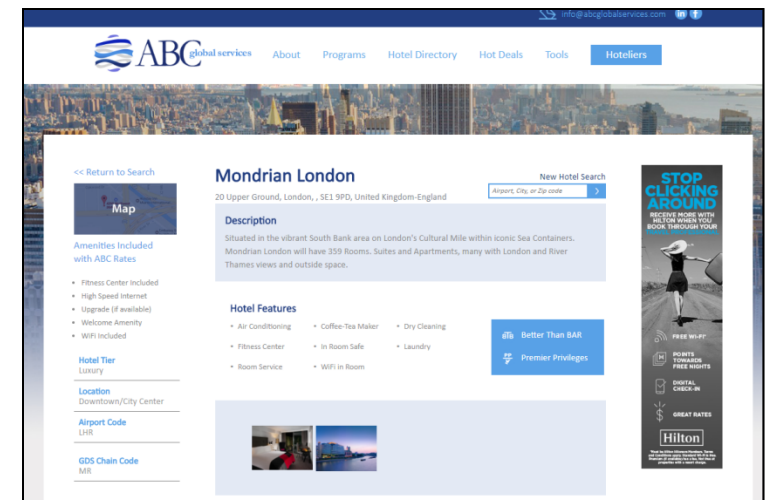 info@abcglobalservices.com
ABC global services
About Programs Hotel Directory Hot Deals Tools Hoteliers
<< Return to Search
Map
Amenities Included
with ABC Rates
• Fitness Center Included
• High Speed Internet
• Upgrade (if available)
• Welcome Amenity
• WiFi Included
Hotel Tier
Luxury
Location
Downtown/City Center
Airport Code
LHR
GDS Chain Code
MR
Mondrian London
20 Upper Ground, London, , SE1 9PD, United Kingdom-England
New Hotel Search
Airport, City, or Zip code >
Description
Situated in the vibrant South Bank area on London's Cultural Mile within iconic Sea Containers.
Mondrian London will have 359 Rooms. Suites and Apartments, many with London and River
Thames views and outside space.
Hotel Features
• Air Conditioning • Coffee-Tea Maker • Dry Cleaning
• Fitness Center • In Room Safe • Laundry
• Room Service • WiFi in Room
Better Than BAR
Premier Privileges
STOP
CLICKING
AROUND
RECEIVE MORE WITH
HILTON WHEN YOU
BOOK THROUGH YOUR
FREE WI-FI*
POINTS
TOWARDS
FREE NIGHTS
DIGITAL
CHECK-IN
GREAT RATES
Hilton